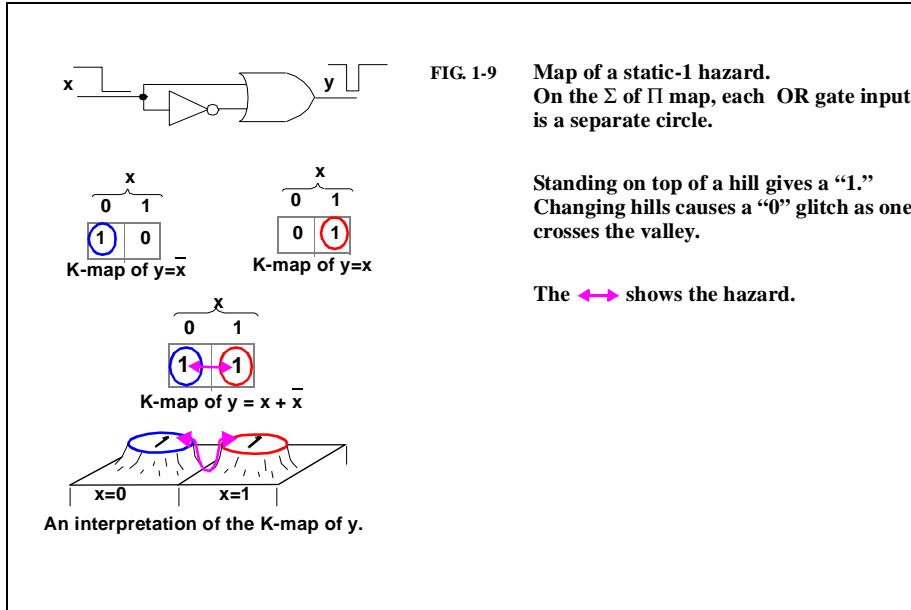 x
y
FIG. 1-9
Map of a static-1 hazard.
On the Σ of Π map, each OR gate input
is a separate circle.
Standing on top of a hill gives a “1.”
Changing hills causes a “0” glitch as one
crosses the valley.
The ↔ shows the hazard.
x
0 1
1 0
K-map of y=x̅
x
0 1
0 1
K-map of y=x
x
0 1
1 1
K-map of y = x + x̅
x=0 x=1
An interpretation of the K-map of y.